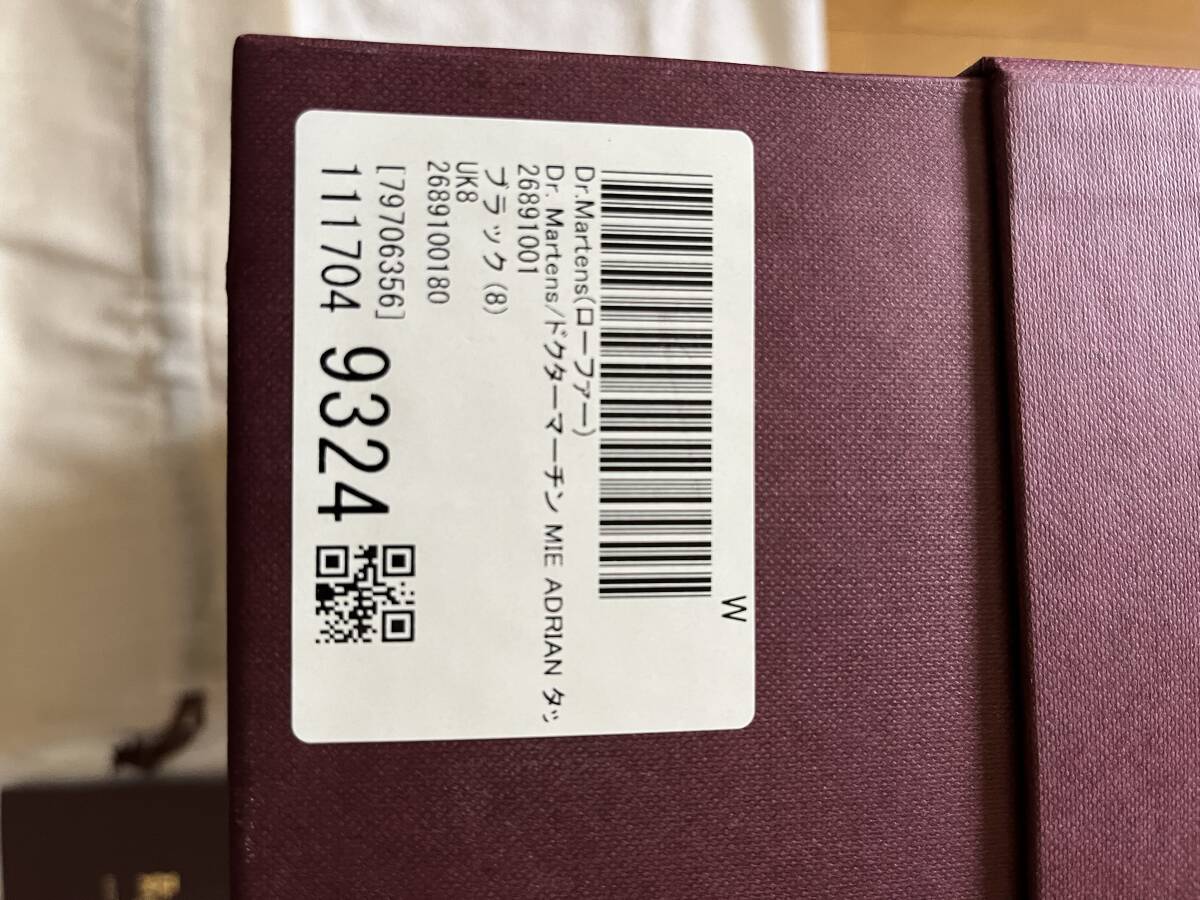 W
Dr.Martens(ローファー)
Dr. Martens/ドクターマーチン MIE ADRIAN タッ
26891001
ブラック(8)
UK8
2689100180
[79706356]
111704 9324